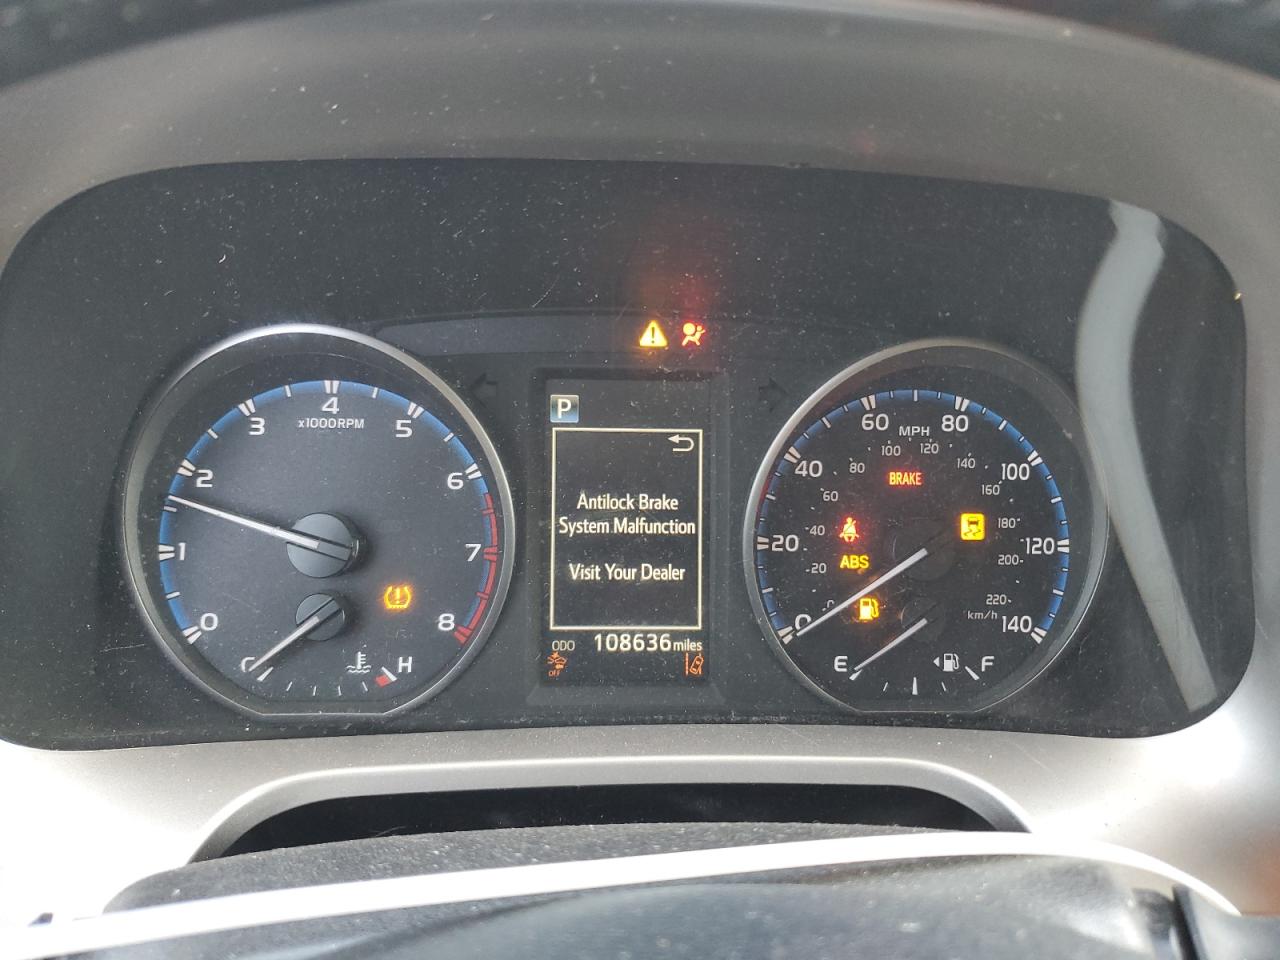 P
Antilock Brake
System Malfunction
Visit Your Dealer
ODO 108636 miles
OFF
0 1 2 3 4 5 6 7 8
x1000RPM
C H
0 20 40 60 80 100 120 140
MPH
20 40 60 80 100 120 140 160 180 200 220
km/h
BRAKE
ABS
E F